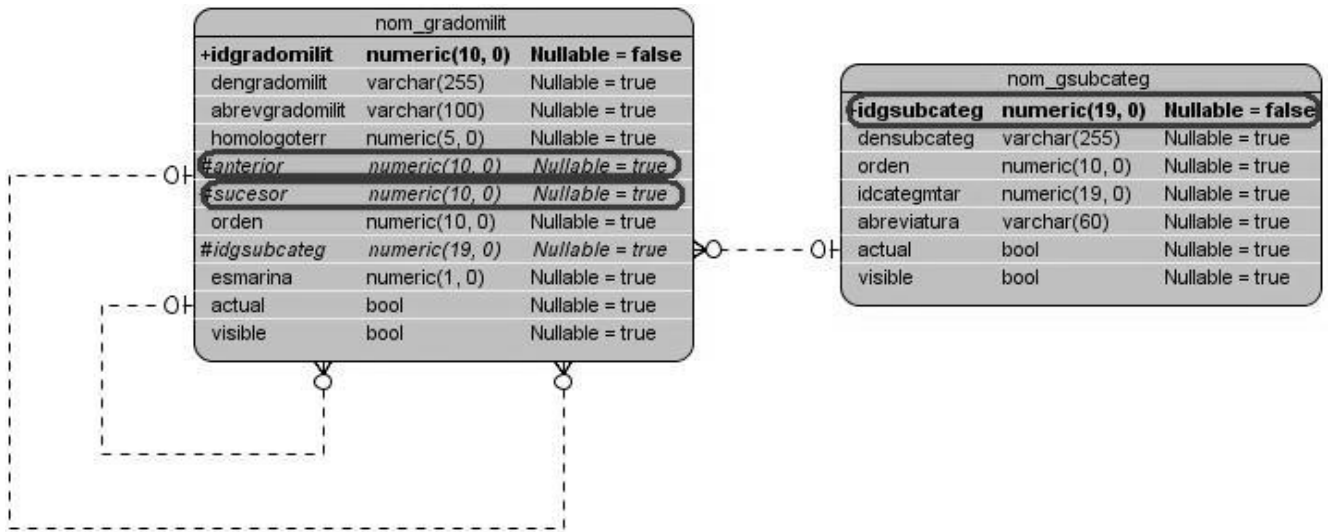 nom_gradomilit
+idgradomilit numeric(10, 0) Nullable = false
dengradomilit varchar(255) Nullable = true
abrevgradomilit varchar(100) Nullable = true
homologoterr numeric(5, 0) Nullable = true
#anterior numeric(10, 0) Nullable = true
#sucesor numeric(10, 0) Nullable = true
orden numeric(10, 0) Nullable = true
#idgsubcateg numeric(19, 0) Nullable = true
esmarina numeric(1, 0) Nullable = true
actual bool Nullable = true
visible bool Nullable = true
nom_gsubcateg
+idgsubcateg numeric(19, 0) Nullable = false
densubcateg varchar(255) Nullable = true
orden numeric(10, 0) Nullable = true
idcategmtar numeric(19, 0) Nullable = true
abreviatura varchar(60) Nullable = true
actual bool Nullable = true
visible bool Nullable = true